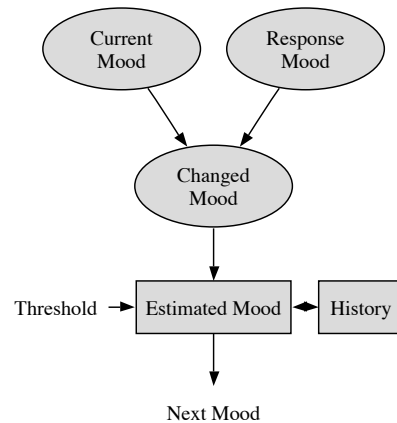 Current
Mood
Response
Mood
Changed
Mood
Threshold
Estimated Mood
History
Next Mood